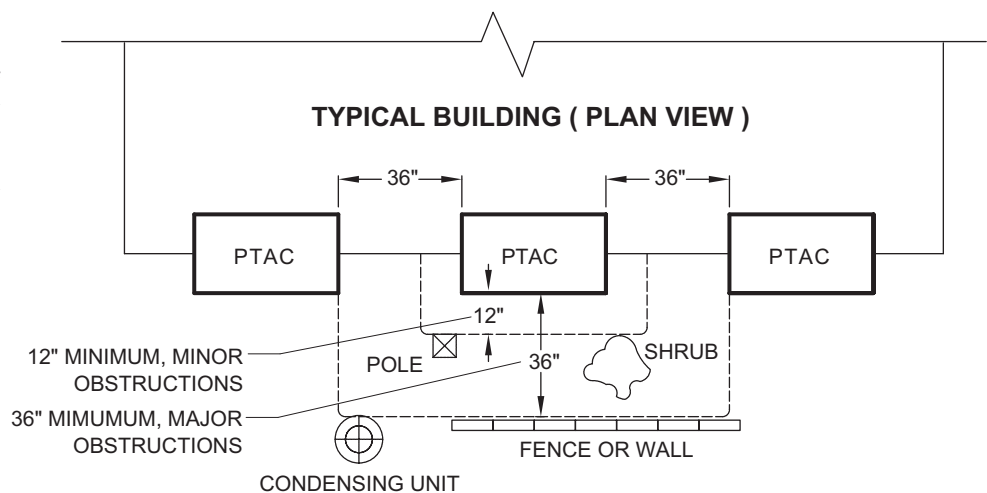 TYPICAL BUILDING ( PLAN VIEW )
36"
36"
PTAC
PTAC
PTAC
12"
12" MINIMUM, MINOR
OBSTRUCTIONS
POLE
36"
SHRUB
36" MIMUMUM, MAJOR
OBSTRUCTIONS
FENCE OR WALL
CONDENSING UNIT